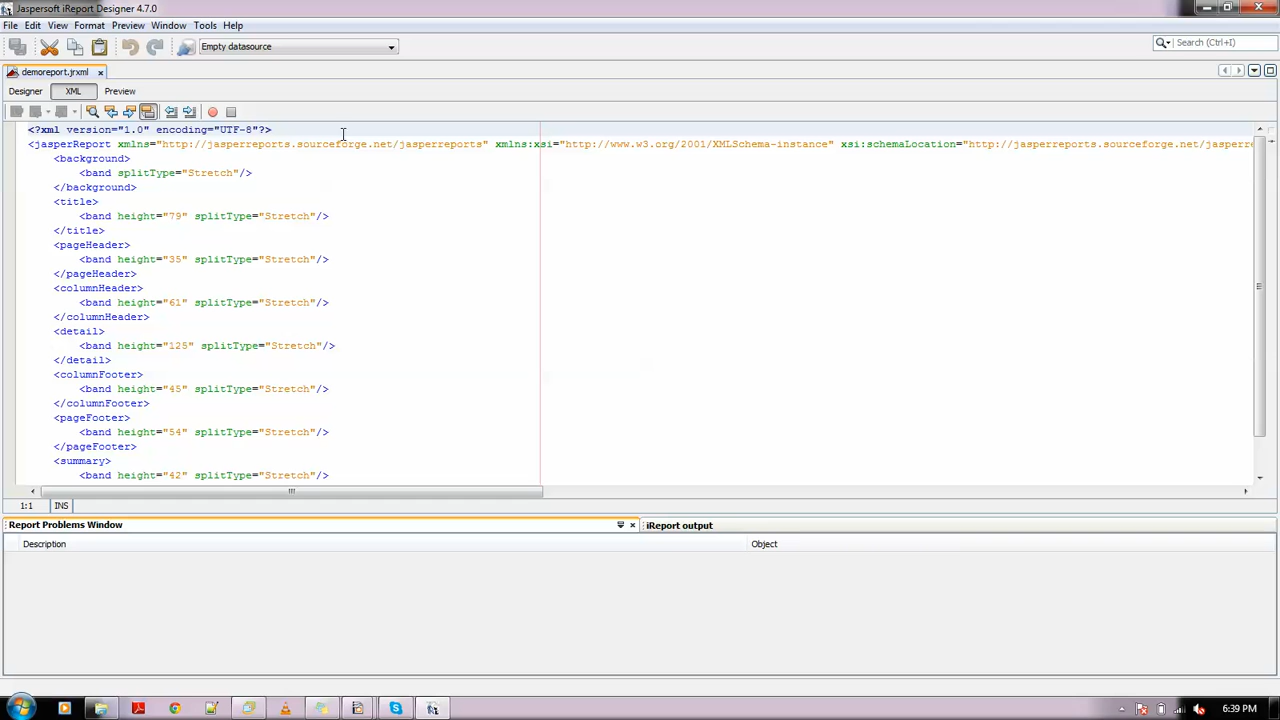 Jaspersoft iReport Designer 4.7.0
File Edit View Format Preview Window Tools Help
Empty datasource
Search (Ctrl+I)
demoreport.jrxml
Designer XML Preview
<?xml version="1.0" encoding="UTF-8"?>
<jasperReport xmlns="http://jasperreports.sourceforge.net/jasperreports" xmlns:xsi="http://www.w3.org/2001/XMLSchema-instance" xsi:schemaLocation="http://jasperreports.sourceforge.net/jasperre
<background>
<band splitType="Stretch"/>
</background>
<title>
<band height="79" splitType="Stretch"/>
</title>
<pageHeader>
<band height="35" splitType="Stretch"/>
</pageHeader>
<columnHeader>
<band height="61" splitType="Stretch"/>
</columnHeader>
<detail>
<band height="125" splitType="Stretch"/>
</detail>
<columnFooter>
<band height="45" splitType="Stretch"/>
</columnFooter>
<pageFooter>
<band height="54" splitType="Stretch"/>
</pageFooter>
<summary>
<band height="42" splitType="Stretch"/>
1:1 INS
Report Problems Window
iReport output
Description Object
6:39 PM